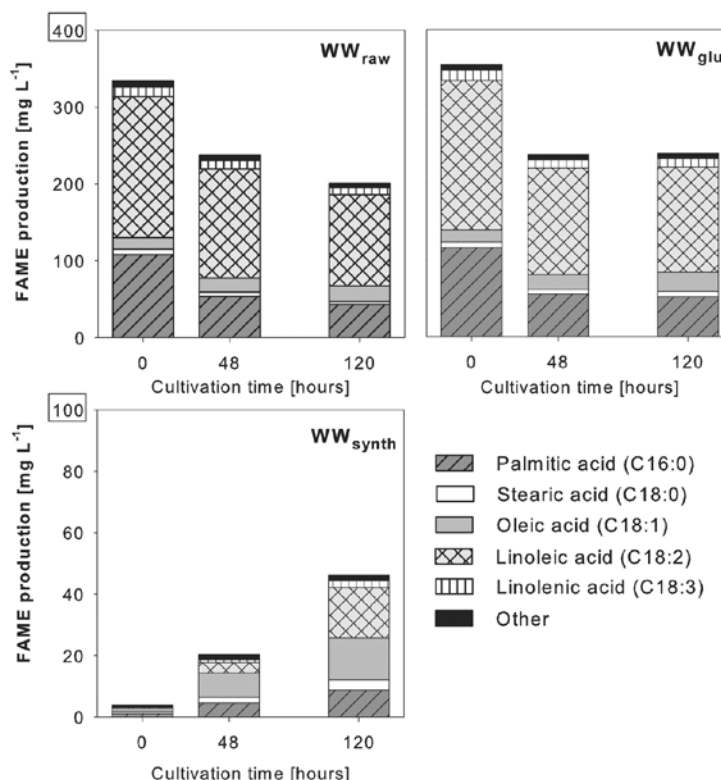 400
300
200
100
0
FAME production [mg L⁻¹]
WWraw
0 48 120
Cultivation time [hours]
WWglu
0 48 120
Cultivation time [hours]
100
80
60
40
20
0
FAME production [mg L⁻¹]
WWsynth
0 48 120
Cultivation time [hours]
Palmitic acid (C16:0)
Stearic acid (C18:0)
Oleic acid (C18:1)
Linoleic acid (C18:2)
Linolenic acid (C18:3)
Other